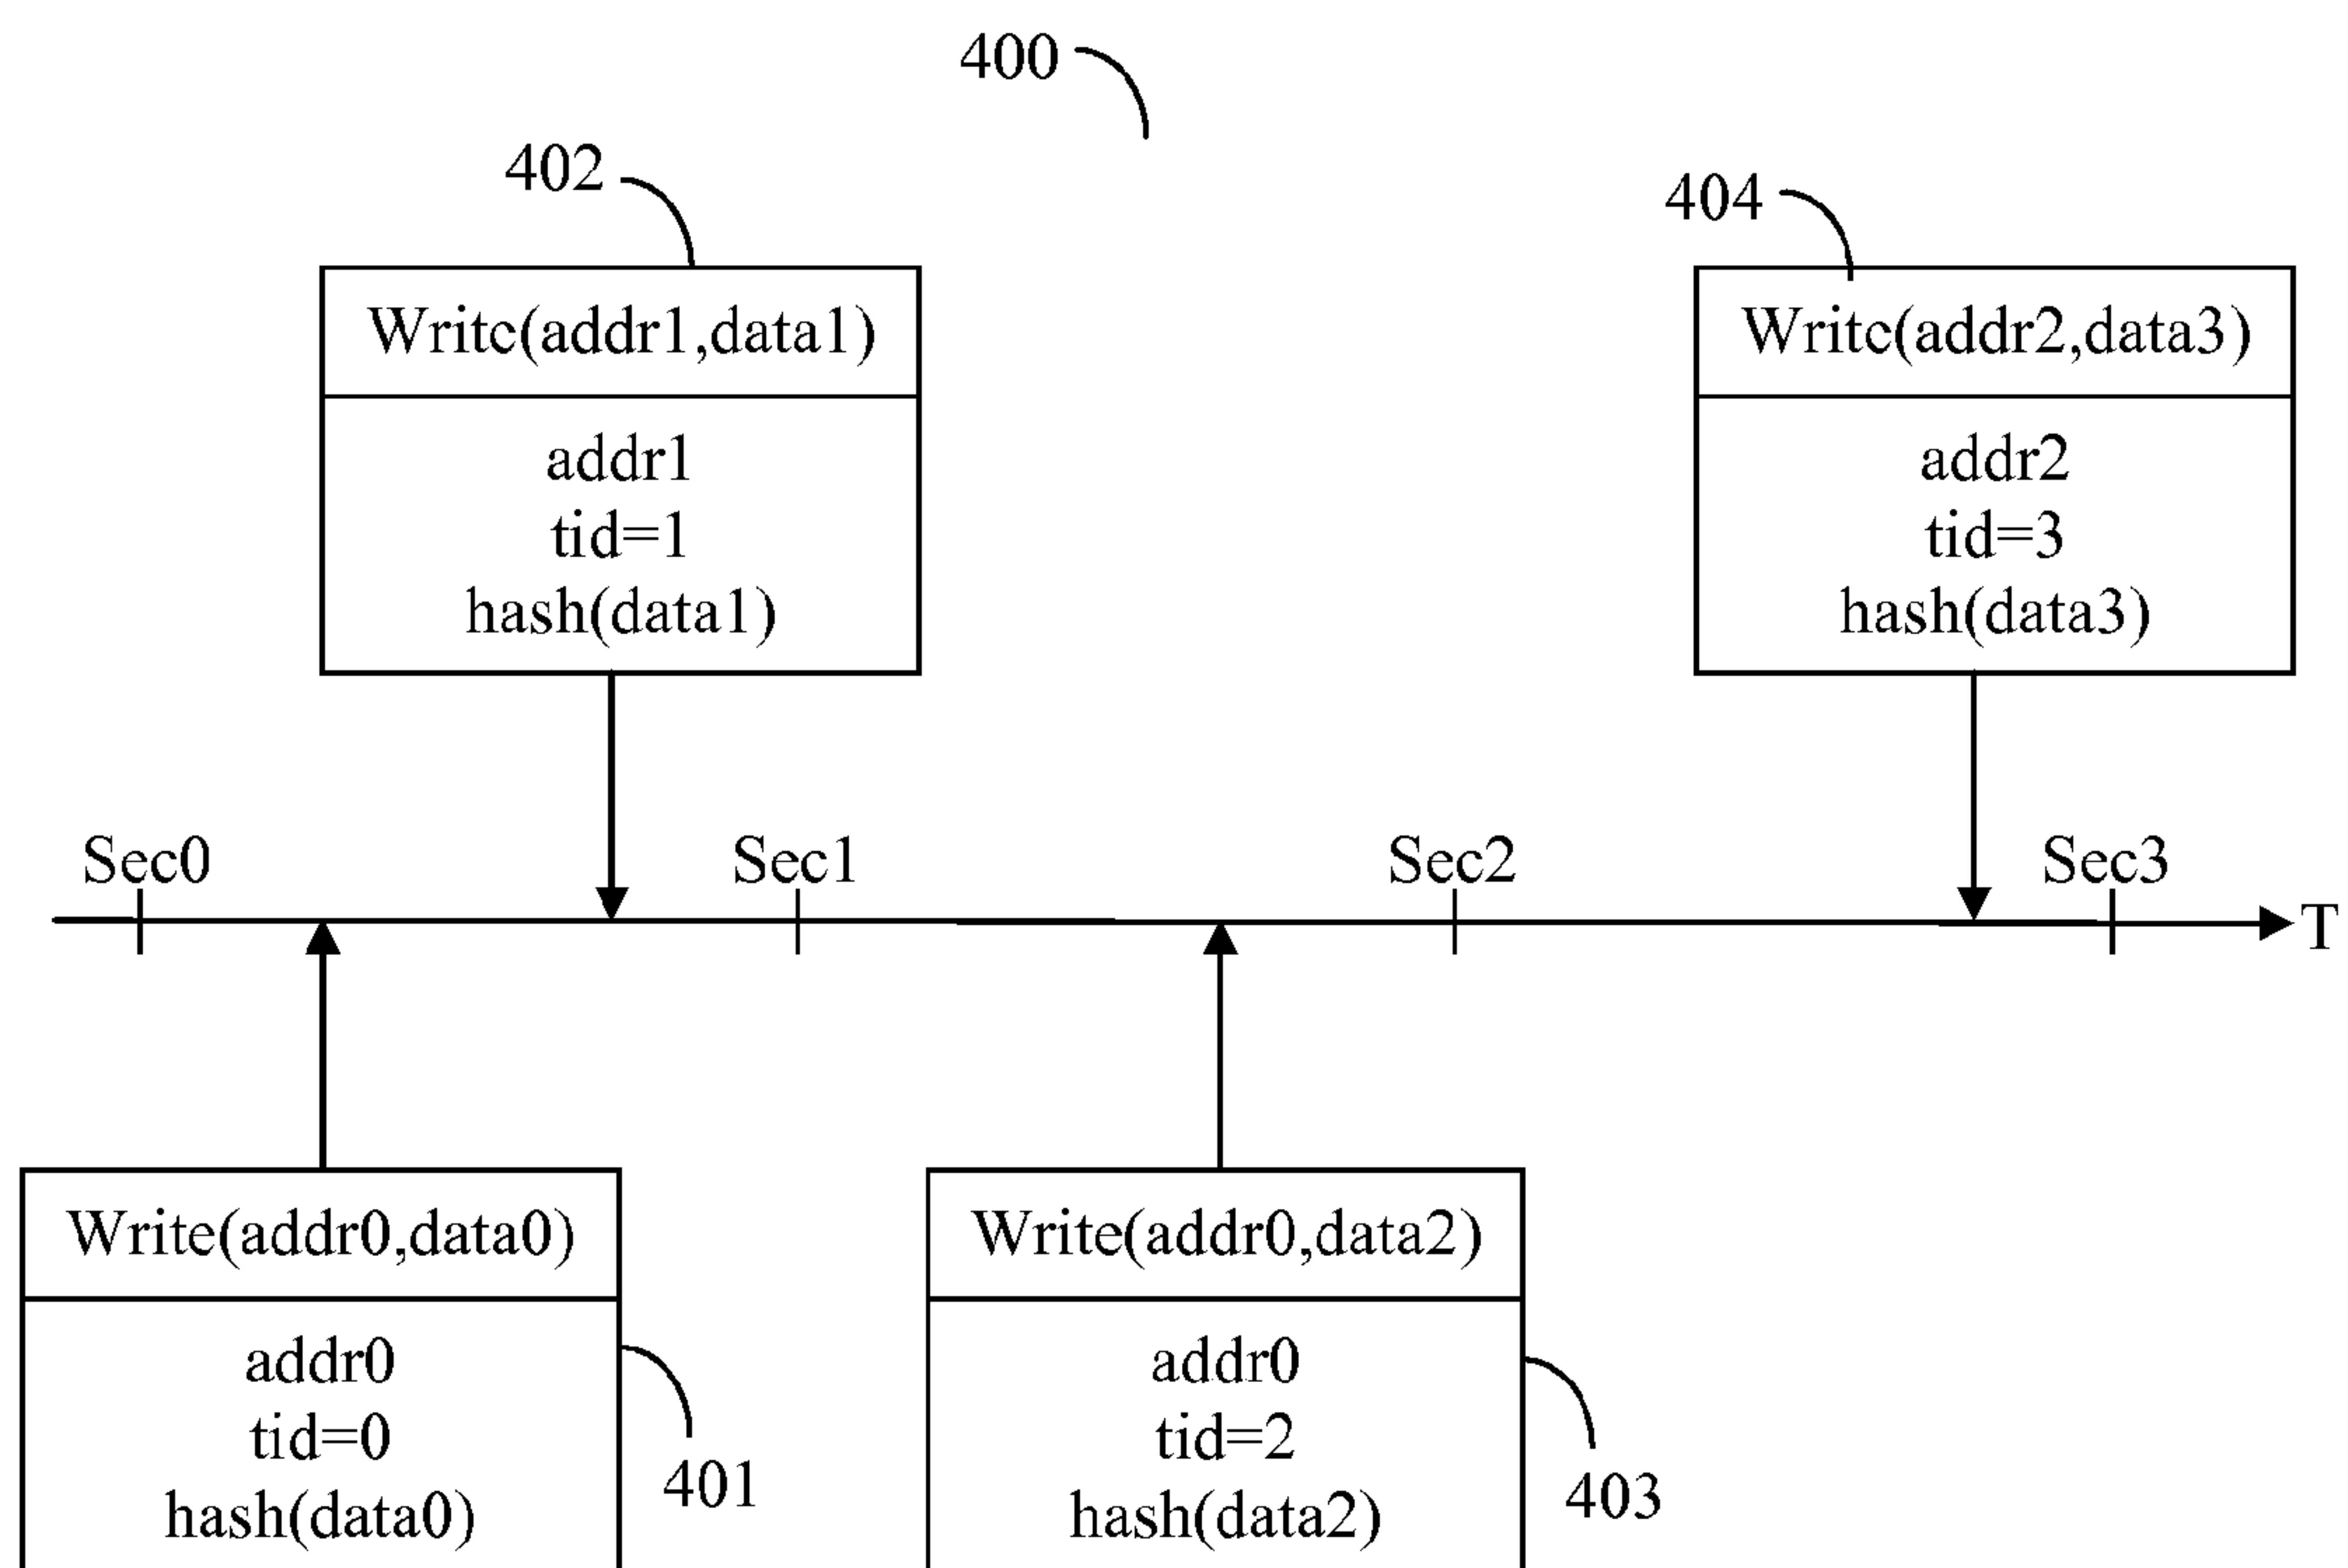 400
402
404
Write(addr1,data1)
addr1
tid=1
hash(data1)
Write(addr2,data3)
addr2
tid=3
hash(data3)
Sec0
Sec1
Sec2
Sec3
T
Write(addr0,data0)
addr0
tid=0
hash(data0)
401
Write(addr0,data2)
addr0
tid=2
hash(data2)
403